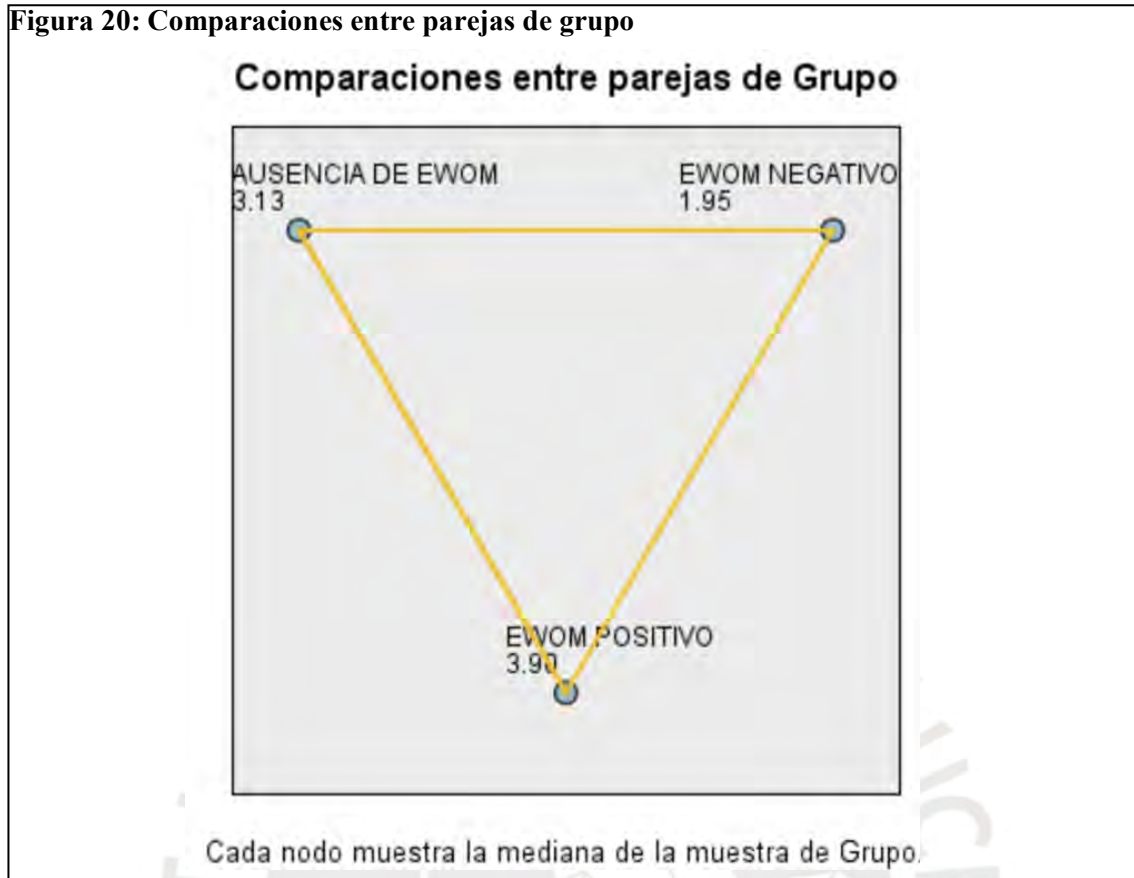 Figura 20: Comparaciones entre parejas de grupo
Comparaciones entre parejas de Grupo
AUSENCIA DE EWOM
3.13
EWOM NEGATIVO
1.95
EWOM POSITIVO
3.90
Cada nodo muestra la mediana de la muestra de Grupo.